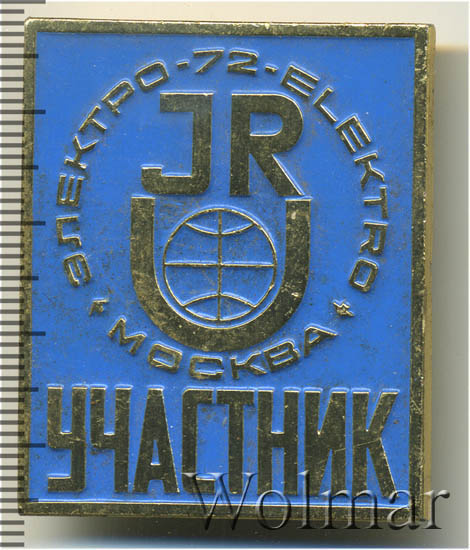 ЭЛЕКТРО-72-ELEKTRO
JR
U
* МОСКВА *
УЧАСТНИК
Wolmar